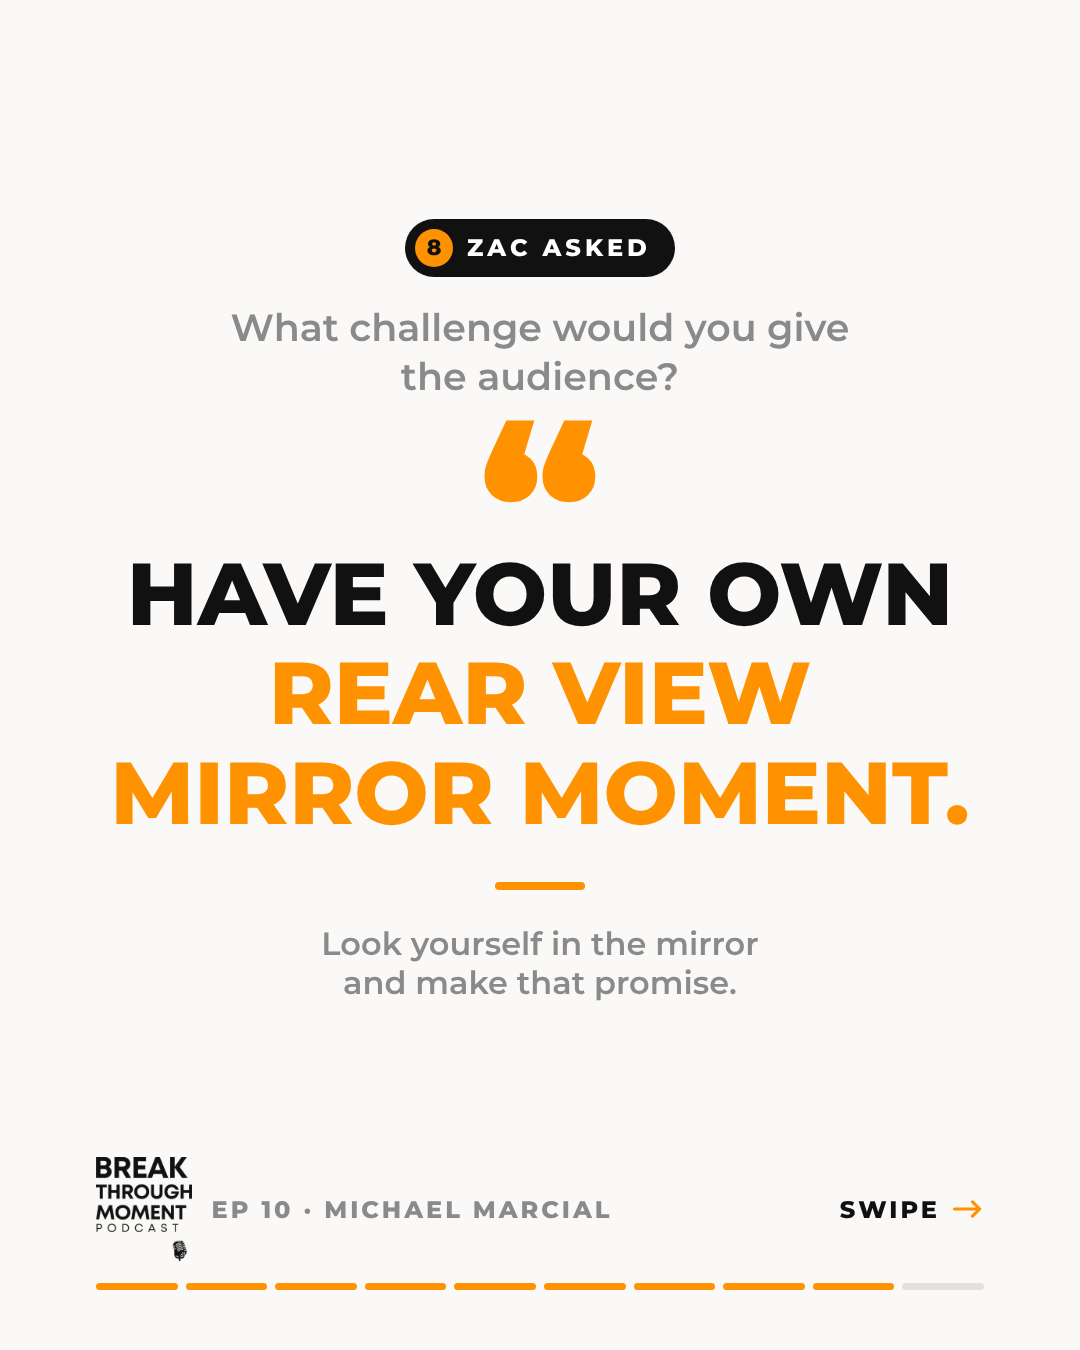 8 ZAC ASKED
What challenge would you give
the audience?
“
HAVE YOUR OWN
REAR VIEW
MIRROR MOMENT.
Look yourself in the mirror
and make that promise.
BREAK
THROUGH
MOMENT
PODCAST
EP 10 · MICHAEL MARCIAL
SWIPE →